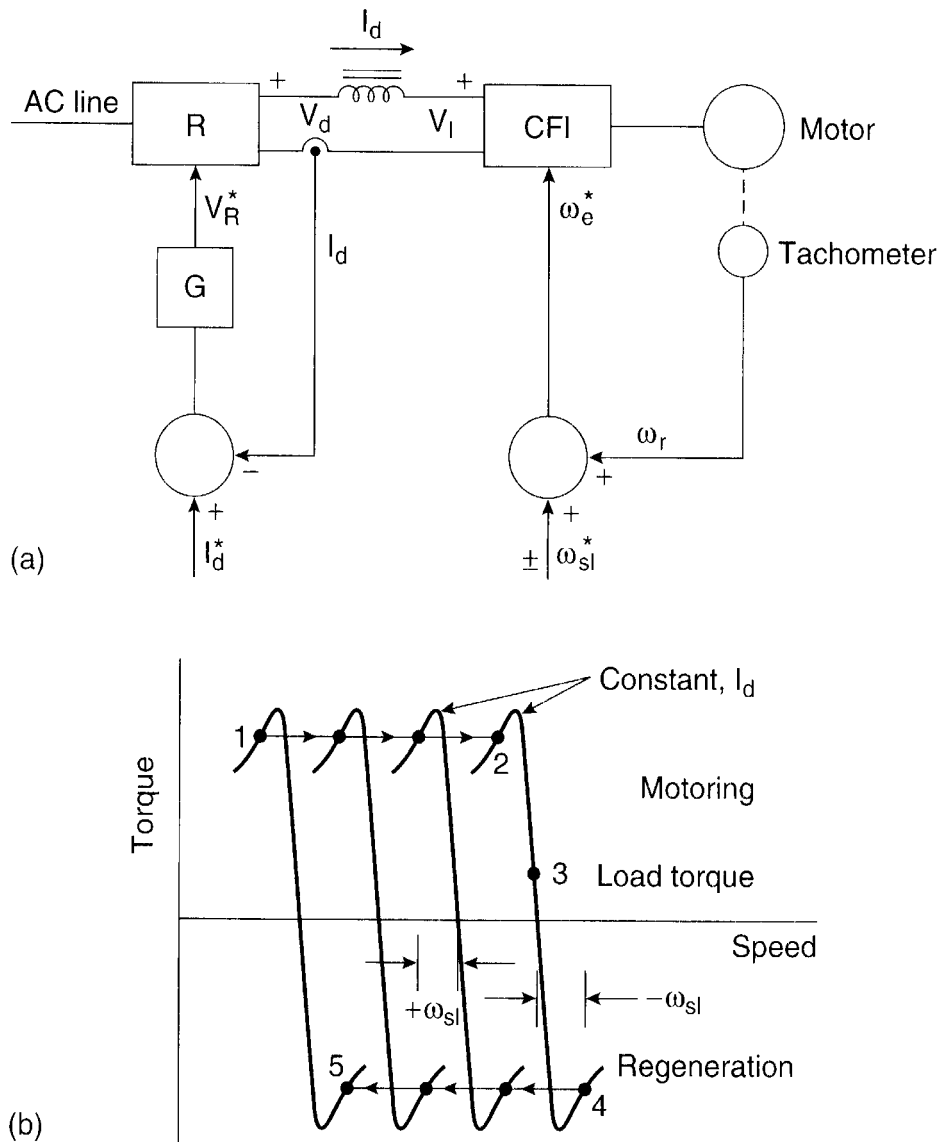 I_d
AC line
+
+
R
V_d
V_I
CFI
Motor
V_R^*
I_d
ω_e^*
Tachometer
G
ω_r
−
+
+
+
I_d^*
± ω_sl^*
(a)
Constant, I_d
1
2
Motoring
Torque
3 Load torque
Speed
+ω_sl
−ω_sl
5
Regeneration
4
(b)